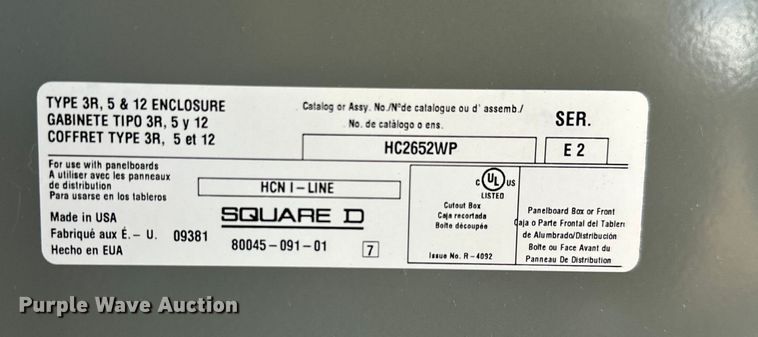 TYPE 3R, 5 & 12 ENCLOSURE
GABINETE TIPO 3R, 5 y 12
COFFRET TYPE 3R, 5 et 12
Catalog or Assy. No./N°de catalogue ou d' assemb./
No. de catálogo o ens.
SER.
HC2652WP
E 2
For use with panelboards
A utiliser avec les panneaux
de distribution
Para usarse en los tableros
HCN I-LINE
C UL US
LISTED
Cutout Box
Caja recortada
Boîte découpée
Issue No. R-4092
Panelboard Box or Front
Caja o Parte Frontal del Tablero
de Alumbrado/Distribución
Boîte ou Face Avant du
Panneau De Distribution
Made in USA
Fabriqué aux É.- U.
Hecho en EUA
09381
SQUARE D
80045-091-01
7
Purple Wave Auction